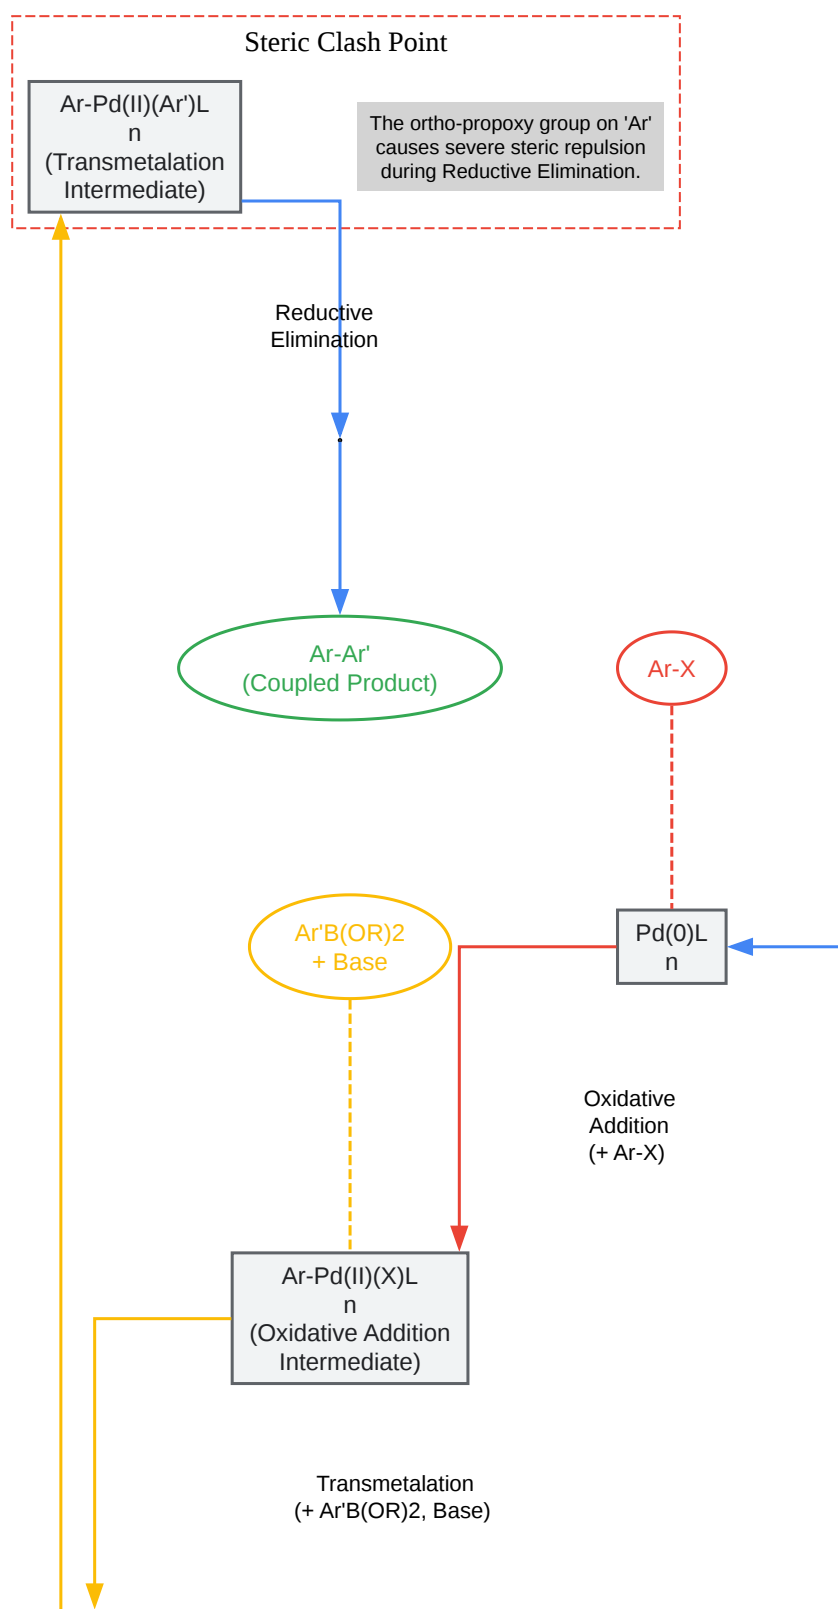 Steric Clash Point
Ar-Pd(II)(Ar')L
n
(Transmetalation
Intermediate)
The ortho-propoxy group on 'Ar'
causes severe steric repulsion
during Reductive Elimination.
Reductive
Elimination
Ar-Ar'
(Coupled Product)
Ar-X
Ar'B(OR)2
+ Base
Pd(0)L
n
Oxidative
Addition
(+ Ar-X)
Ar-Pd(II)(X)L
n
(Oxidative Addition
Intermediate)
Transmetalation
(+ Ar'B(OR)2, Base)